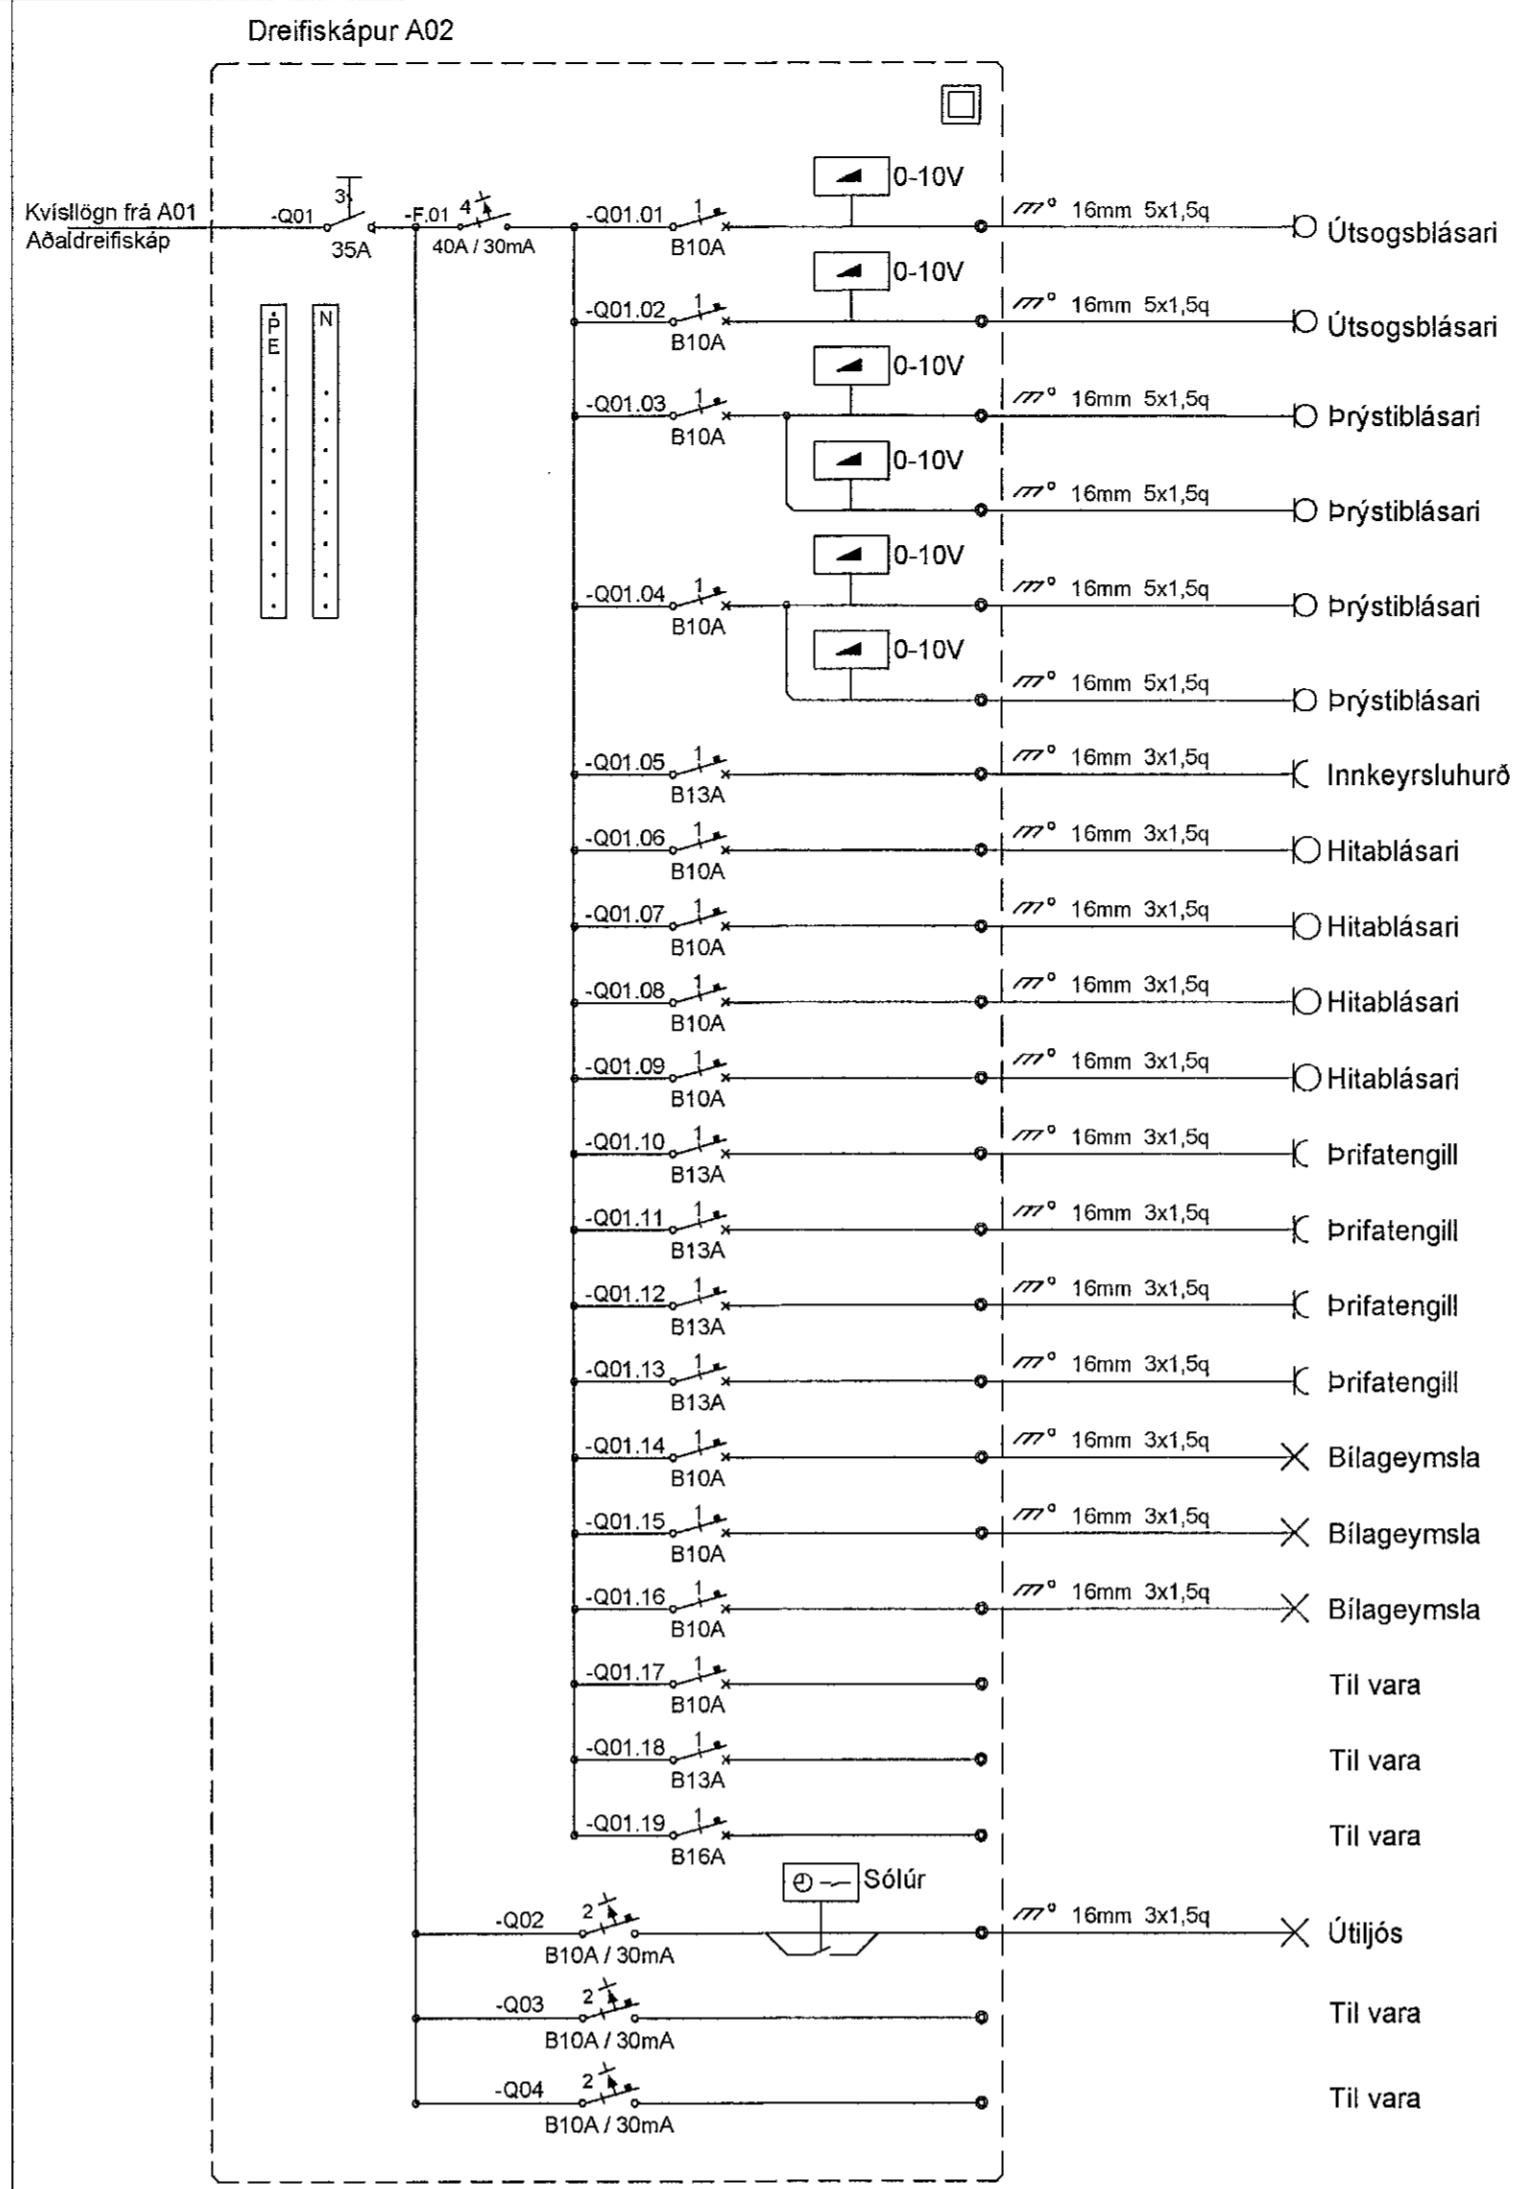 Dreifiskápur A02
Kvísllögn frá A01
Aðaldreifiskáp
-Q01
3
35A
-F.01
4
40A / 30mA
PE
N
-Q01.01
1
B10A
0-10V
16mm 5x1,5q
Útsogsblásari
-Q01.02
1
B10A
0-10V
16mm 5x1,5q
Útsogsblásari
-Q01.03
1
B10A
0-10V
16mm 5x1,5q
Þrýstiblásari
0-10V
16mm 5x1,5q
Þrýstiblásari
-Q01.04
1
B10A
0-10V
16mm 5x1,5q
Þrýstiblásari
0-10V
16mm 5x1,5q
Þrýstiblásari
-Q01.05
1
B13A
16mm 3x1,5q
Innkeyrsluhurð
-Q01.06
1
B10A
16mm 3x1,5q
Hitablásari
-Q01.07
1
B10A
16mm 3x1,5q
Hitablásari
-Q01.08
1
B10A
16mm 3x1,5q
Hitablásari
-Q01.09
1
B10A
16mm 3x1,5q
Hitablásari
-Q01.10
1
B13A
16mm 3x1,5q
Þrifatengill
-Q01.11
1
B13A
16mm 3x1,5q
Þrifatengill
-Q01.12
1
B13A
16mm 3x1,5q
Þrifatengill
-Q01.13
1
B13A
16mm 3x1,5q
Þrifatengill
-Q01.14
1
B10A
16mm 3x1,5q
Bílageymsla
-Q01.15
1
B10A
16mm 3x1,5q
Bílageymsla
-Q01.16
1
B10A
16mm 3x1,5q
Bílageymsla
-Q01.17
1
B10A
Til vara
-Q01.18
1
B13A
Til vara
-Q01.19
1
B16A
Til vara
-Q02
2
B10A / 30mA
Sólúr
16mm 3x1,5q
Útiljós
-Q03
2
B10A / 30mA
Til vara
-Q04
2
B10A / 30mA
Til vara